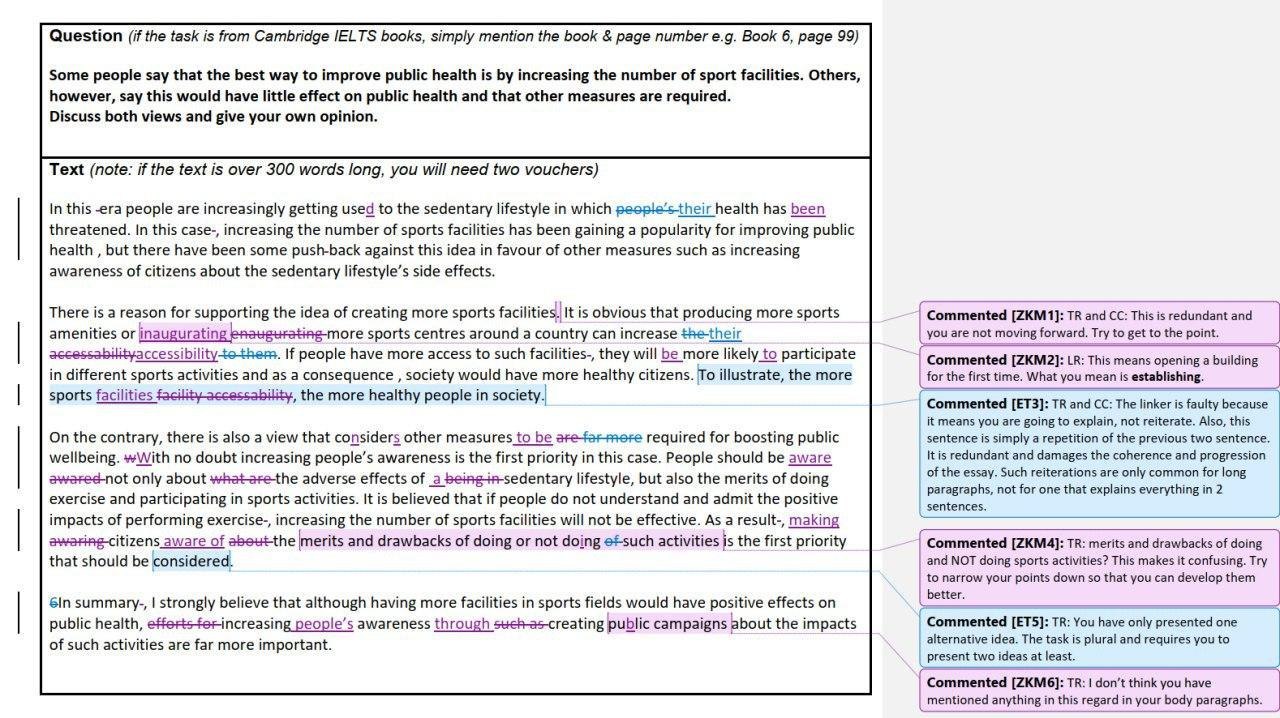 Question (if the task is from Cambridge IELTS books, simply mention the book & page number e.g. Book 6, page 99)
Some people say that the best way to improve public health is by increasing the number of sport facilities. Others,
however, say this would have little effect on public health and that other measures are required.
Discuss both views and give your own opinion.
Text (note: if the text is over 300 words long, you will need two vouchers)
In this -era people are increasingly getting used to the sedentary lifestyle in which people's their health has been
threatened. In this case-, increasing the number of sports facilities has been gaining a popularity for improving public
health , but there have been some push-back against this idea in favour of other measures such as increasing
awareness of citizens about the sedentary lifestyle's side effects.
There is a reason for supporting the idea of creating more sports facilities. It is obvious that producing more sports
amenities or inaugurating enaugurating more sports centres around a country can increase the their
accessabilityaccessibility to them. If people have more access to such facilities-, they will be more likely to participate
in different sports activities and as a consequence , society would have more healthy citizens. To illustrate, the more
sports facilities facility accessability, the more healthy people in society.
On the contrary, there is also a view that considers other measures to be are far more required for boosting public
wellbeing. wWith no doubt increasing people's awareness is the first priority in this case. People should be aware
awared not only about what are the adverse effects of a being in sedentary lifestyle, but also the merits of doing
exercise and participating in sports activities. It is believed that if people do not understand and admit the positive
impacts of performing exercise-, increasing the number of sports facilities will not be effective. As a result-, making
awaring citizens aware of about the merits and drawbacks of doing or not doing of such activities is the first priority
that should be considered.
6In summary-, I strongly believe that although having more facilities in sports fields would have positive effects on
public health, efforts for increasing people's awareness through such as creating public campaigns about the impacts
of such activities are far more important.
Commented [ZKM1]: TR and CC: This is redundant and
you are not moving forward. Try to get to the point.
Commented [ZKM2]: LR: This means opening a building
for the first time. What you mean is establishing.
Commented [ET3]: TR and CC: The linker is faulty because
it means you are going to explain, not reiterate. Also, this
sentence is simply a repetition of the previous two sentence.
It is redundant and damages the coherence and progression
of the essay. Such reiterations are only common for long
paragraphs, not for one that explains everything in 2
sentences.
Commented [ZKM4]: TR: merits and drawbacks of doing
and NOT doing sports activities? This makes it confusing. Try
to narrow your points down so that you can develop them
better.
Commented [ET5]: TR: You have only presented one
alternative idea. The task is plural and requires you to
present two ideas at least.
Commented [ZKM6]: TR: I don't think you have
mentioned anything in this regard in your body paragraphs.